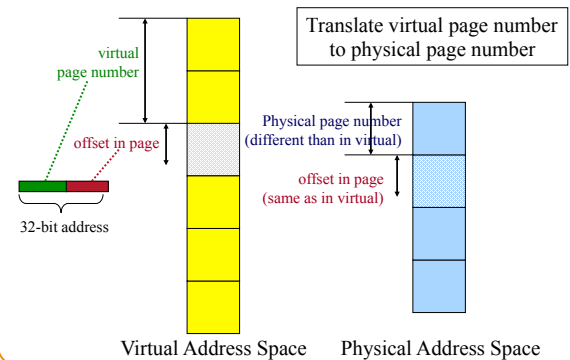 Translate virtual page number
to physical page number
virtual
page number
offset in page
32-bit address
Physical page number
(different than in virtual)
offset in page
(same as in virtual)
Virtual Address Space
Physical Address Space